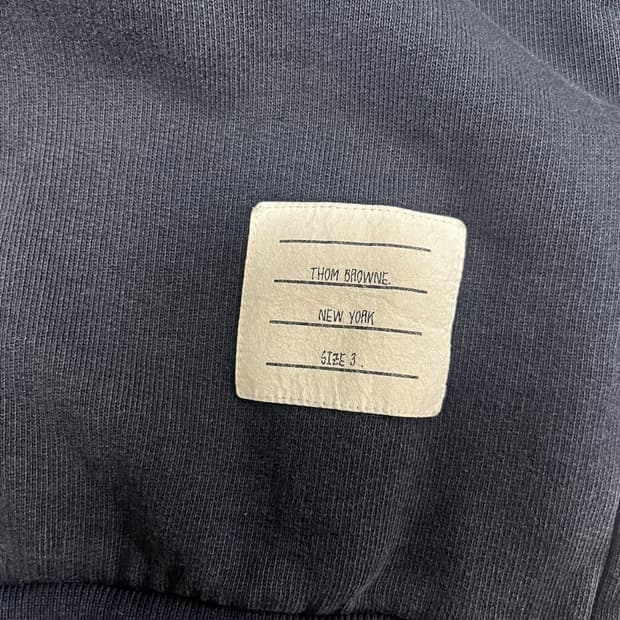 THOM BROWNE.
NEW YORK
SIZE 3.